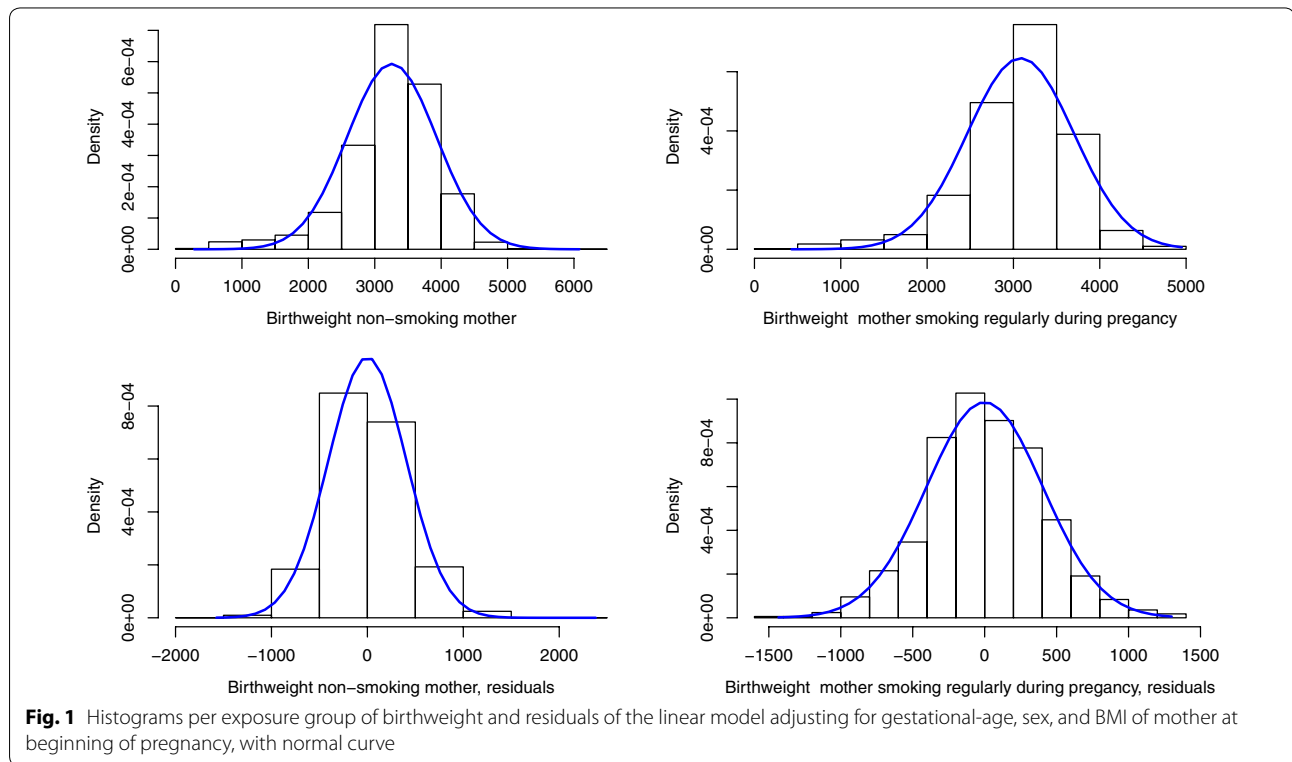 Density
0e+00 2e−04 4e−04 6e−04
0 1000 2000 3000 4000 5000 6000
Birthweight non−smoking mother
Density
0e+00 4e−04
0 1000 2000 3000 4000 5000
Birthweight mother smoking regularly during pregancy
Density
0e+00 4e−04 8e−04
−2000 −1000 0 1000 2000
Birthweight non−smoking mother, residuals
Density
0e+00 4e−04 8e−04
−1500 −1000 −500 0 500 1000 1500
Birthweight mother smoking regularly during pregancy, residuals
Fig. 1 Histograms per exposure group of birthweight and residuals of the linear model adjusting for gestational-age, sex, and BMI of mother at
beginning of pregnancy, with normal curve